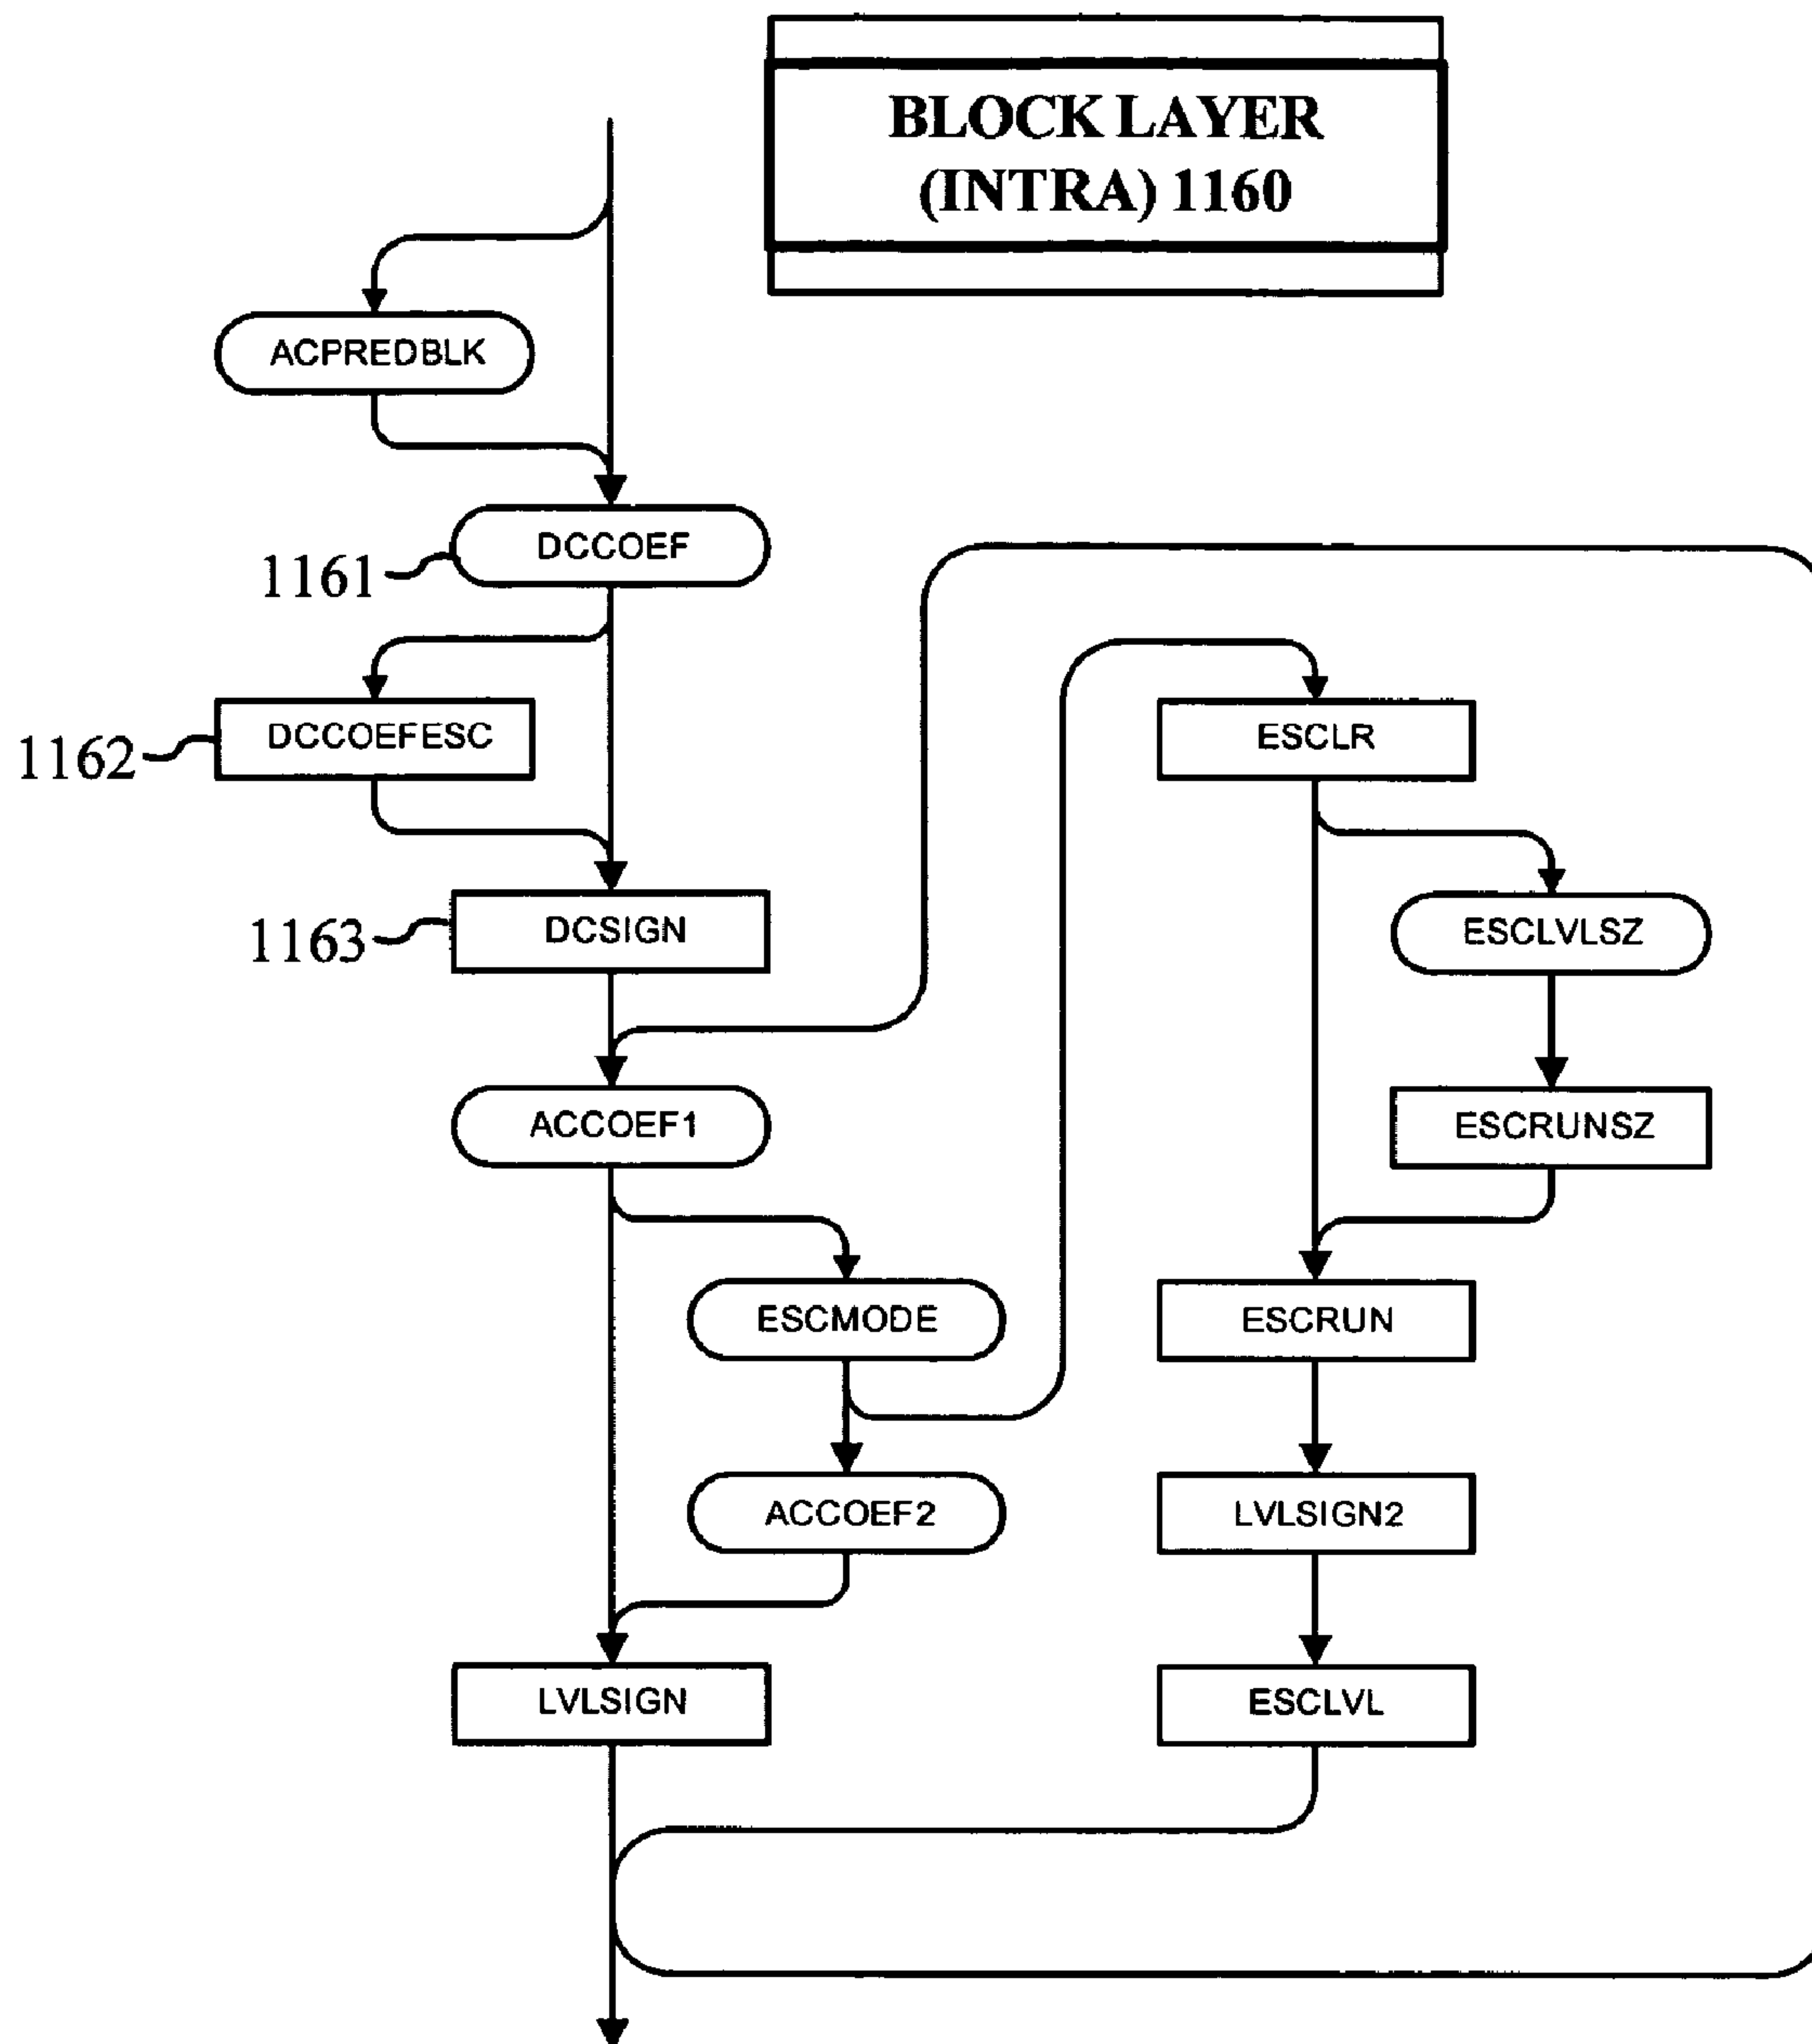 BLOCK LAYER
(INTRA) 1160
ACPREDBLK
DCCOEF
1161
DCCOEFESC
1162
ESCLR
DCSIGN
1163
ESCLVLSZ
ACCOEF1
ESCRUNSZ
ESCMODE
ESCRUN
ACCOEF2
LVLSIGN2
LVLSIGN
ESCLVL